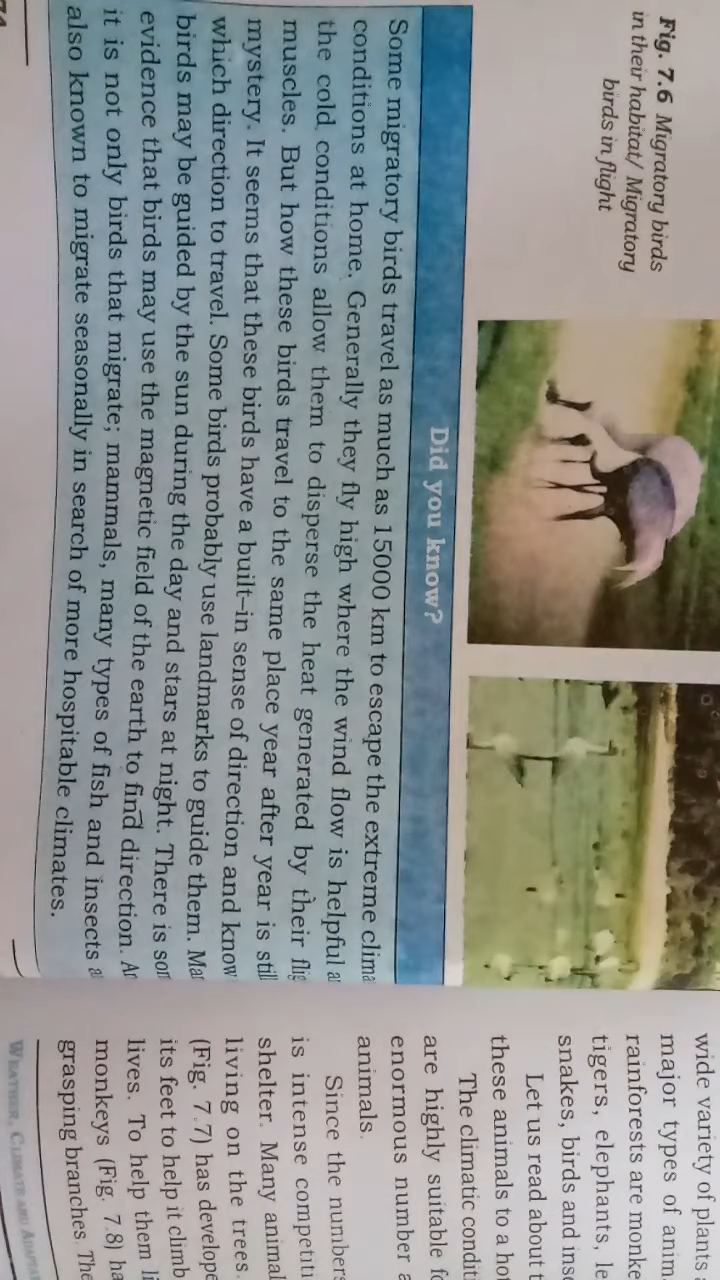 Fig. 7.6 Migratory birds
in their habitat/ Migratory
birds in flight
Did you know?
Some migratory birds travel as much as 15000 km to escape the extreme clima
conditions at home. Generally they fly high where the wind flow is helpful a
the cold conditions allow them to disperse the heat generated by their flig
muscles. But how these birds travel to the same place year after year is still
mystery. It seems that these birds have a built–in sense of direction and know
which direction to travel. Some birds probably use landmarks to guide them. Ma
birds may be guided by the sun during the day and stars at night. There is som
evidence that birds may use the magnetic field of the earth to find direction. An
it is not only birds that migrate; mammals, many types of fish and insects a
also known to migrate seasonally in search of more hospitable climates.
74
wide variety of plants
major types of anim
rainforests are monke
tigers, elephants, le
snakes, birds and ins
Let us read about t
these animals to a ho
The climatic condit
are highly suitable fo
enormous number a
animals.
Since the numbers
is intense competiti
shelter. Many animal
living on the trees.
(Fig. 7.7) has develope
its feet to help it climb
lives. To help them li
monkeys (Fig. 7.8) ha
grasping branches. The
WEATHER, CLIMATE AND ADAPTA